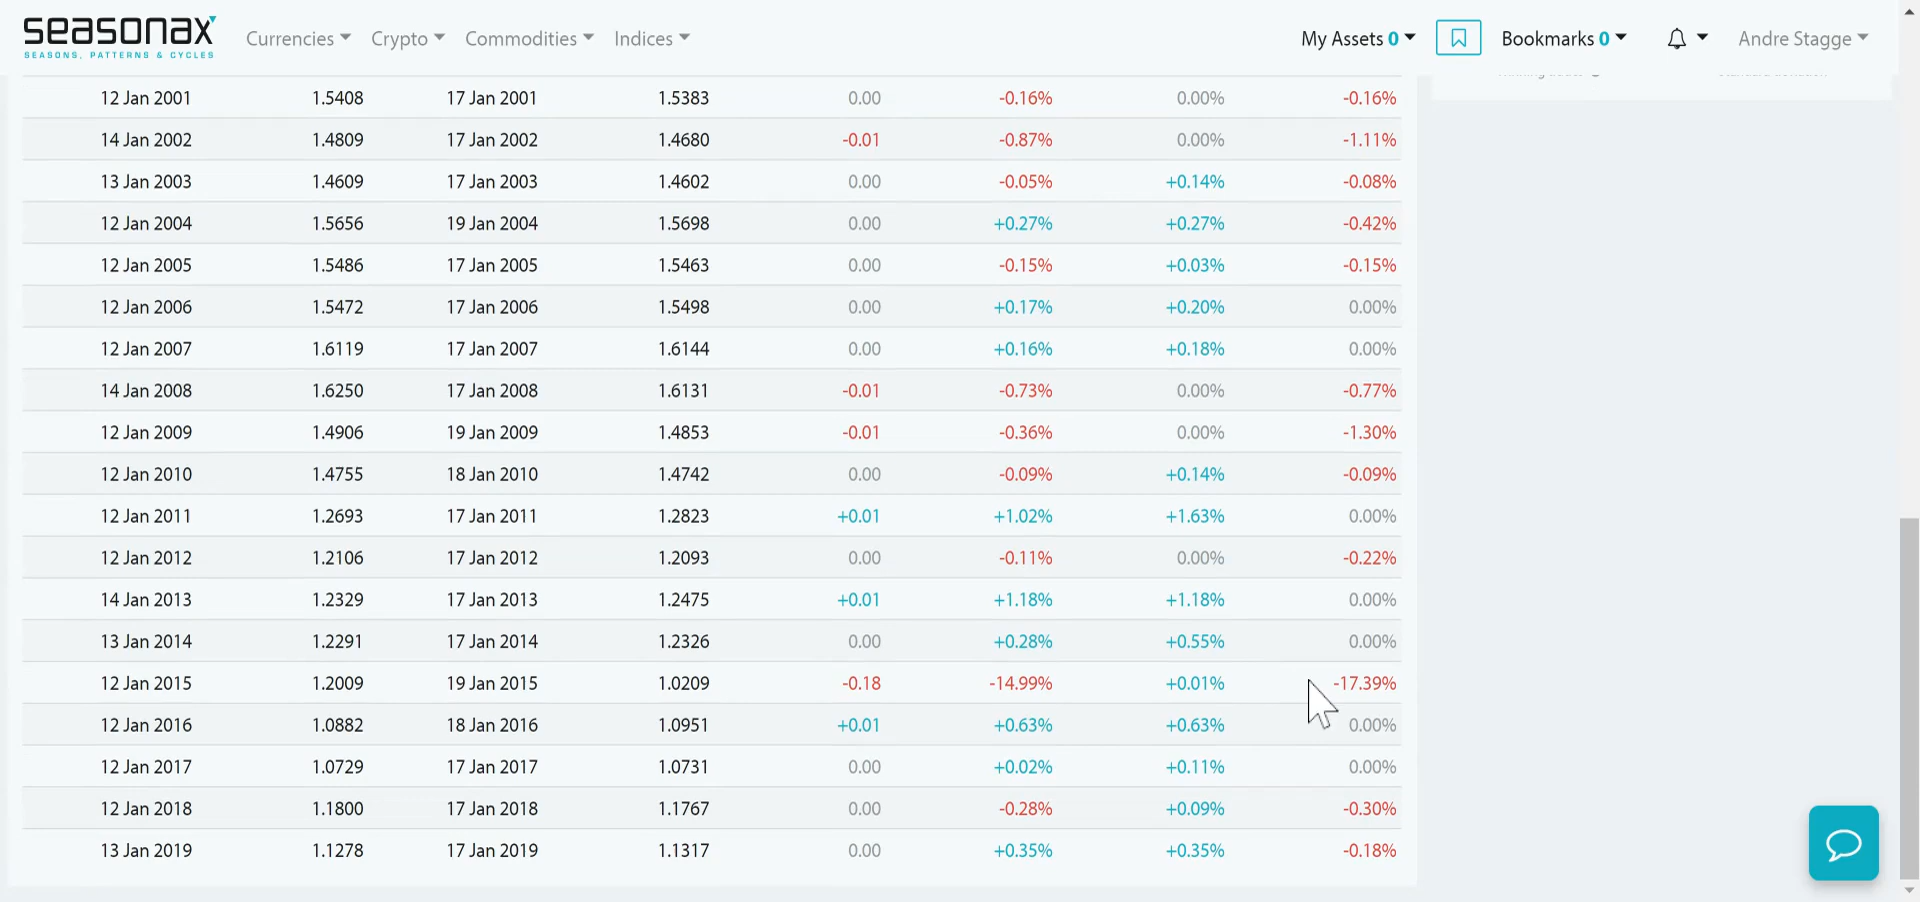 seasonax
SEASONS, PATTERNS & CYCLES
Currencies Crypto Commodities Indices My Assets 0 Bookmarks 0 Andre Stagge
12 Jan 2001 1.5408 17 Jan 2001 1.5383 0.00 -0.16% 0.00% -0.16%
14 Jan 2002 1.4809 17 Jan 2002 1.4680 -0.01 -0.87% 0.00% -1.11%
13 Jan 2003 1.4609 17 Jan 2003 1.4602 0.00 -0.05% +0.14% -0.08%
12 Jan 2004 1.5656 19 Jan 2004 1.5698 0.00 +0.27% +0.27% -0.42%
12 Jan 2005 1.5486 17 Jan 2005 1.5463 0.00 -0.15% +0.03% -0.15%
12 Jan 2006 1.5472 17 Jan 2006 1.5498 0.00 +0.17% +0.20% 0.00%
12 Jan 2007 1.6119 17 Jan 2007 1.6144 0.00 +0.16% +0.18% 0.00%
14 Jan 2008 1.6250 17 Jan 2008 1.6131 -0.01 -0.73% 0.00% -0.77%
12 Jan 2009 1.4906 19 Jan 2009 1.4853 -0.01 -0.36% 0.00% -1.30%
12 Jan 2010 1.4755 18 Jan 2010 1.4742 0.00 -0.09% +0.14% -0.09%
12 Jan 2011 1.2693 17 Jan 2011 1.2823 +0.01 +1.02% +1.63% 0.00%
12 Jan 2012 1.2106 17 Jan 2012 1.2093 0.00 -0.11% 0.00% -0.22%
14 Jan 2013 1.2329 17 Jan 2013 1.2475 +0.01 +1.18% +1.18% 0.00%
13 Jan 2014 1.2291 17 Jan 2014 1.2326 0.00 +0.28% +0.55% 0.00%
12 Jan 2015 1.2009 19 Jan 2015 1.0209 -0.18 -14.99% +0.01% -17.39%
12 Jan 2016 1.0882 18 Jan 2016 1.0951 +0.01 +0.63% +0.63% 0.00%
12 Jan 2017 1.0729 17 Jan 2017 1.0731 0.00 +0.02% +0.11% 0.00%
12 Jan 2018 1.1800 17 Jan 2018 1.1767 0.00 -0.28% +0.09% -0.30%
13 Jan 2019 1.1278 17 Jan 2019 1.1317 0.00 +0.35% +0.35% -0.18%